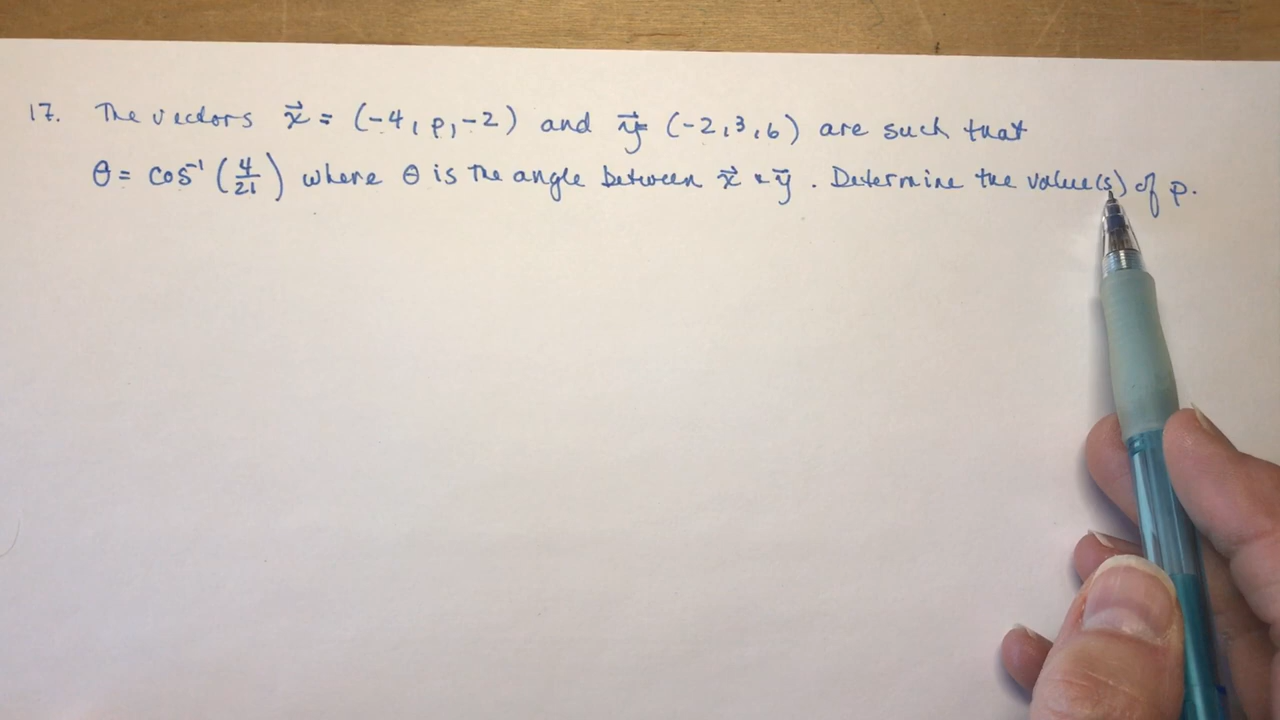 17. The vectors x⃗ = (-4, p, -2) and y⃗ = (-2, 3, 6) are such that
θ = cos⁻¹ (4/21) where θ is the angle between x⃗ & y⃗. Determine the value(s) of p.